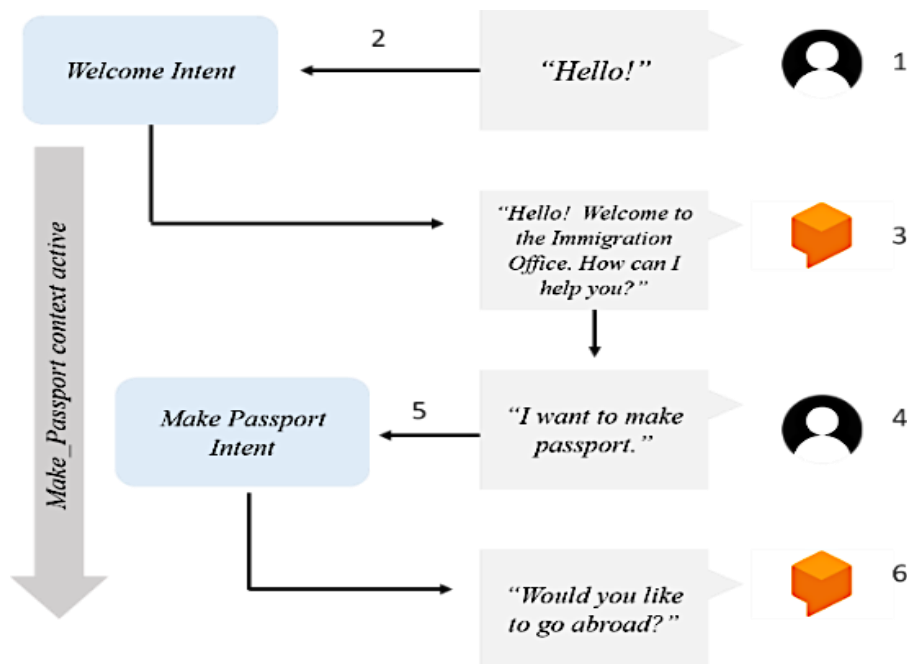 2
"Hello!"
1
Welcome Intent
"Hello!  Welcome to
the Immigration
Office. How can I
help you?"
3
Make_Passport context active
5
"I want to make
passport."
4
Make Passport
Intent
"Would you like
to go abroad?"
6